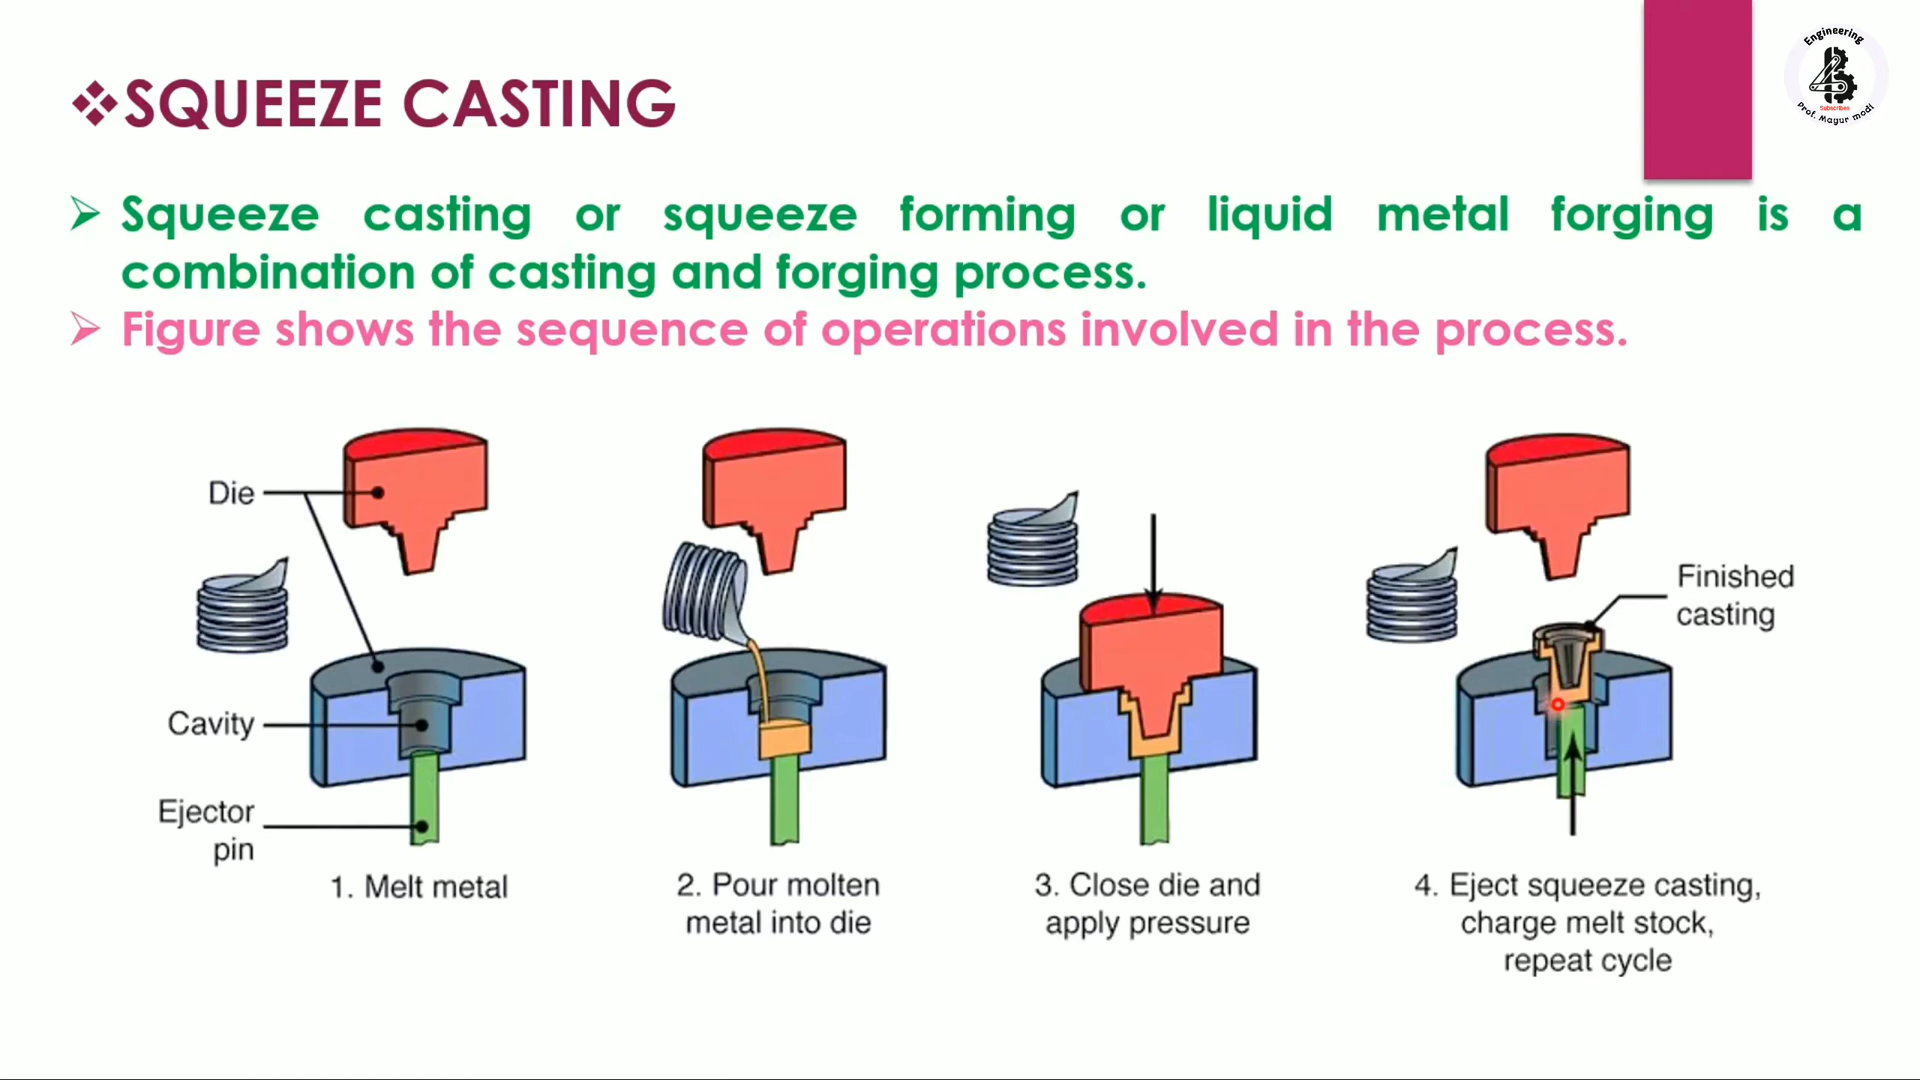 Engineering
Subscribes
Prof. Mayur modi
SQUEEZE CASTING
Squeeze casting or squeeze forming or liquid metal forging is a
combination of casting and forging process.
Figure shows the sequence of operations involved in the process.
Die
Cavity
Ejector
pin
Finished
casting
1. Melt metal
2. Pour molten
metal into die
3. Close die and
apply pressure
4. Eject squeeze casting,
charge melt stock,
repeat cycle